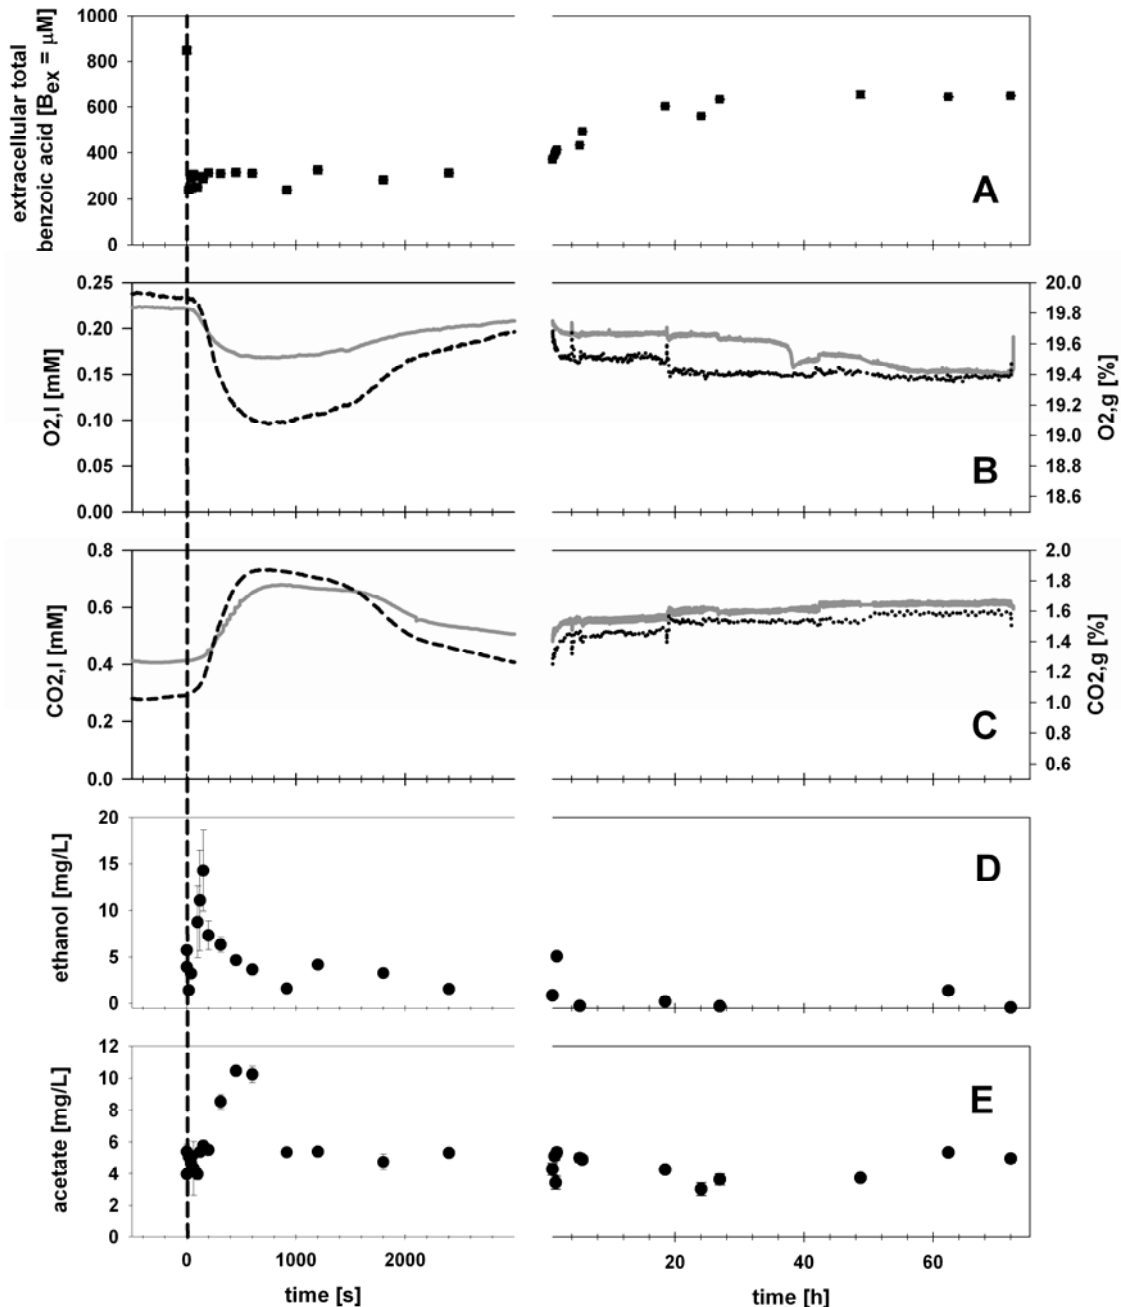 extracellular total
benzoic acid [Bex = μM]
1000
800
600
400
200
0
A
O2,l [mM]
0.25
0.20
0.15
0.10
0.05
0.00
20.0
19.8
19.6
19.4
19.2
19.0
18.8
18.6
O2,g [%]
B
CO2,l [mM]
0.8
0.6
0.4
0.2
0.0
2.0
1.8
1.6
1.4
1.2
1.0
0.8
0.6
CO2,g [%]
C
ethanol [mg/L]
20
15
10
5
0
D
acetate [mg/L]
12
10
8
6
4
2
0
E
0 1000 2000
20 40 60
time [s]
time [h]